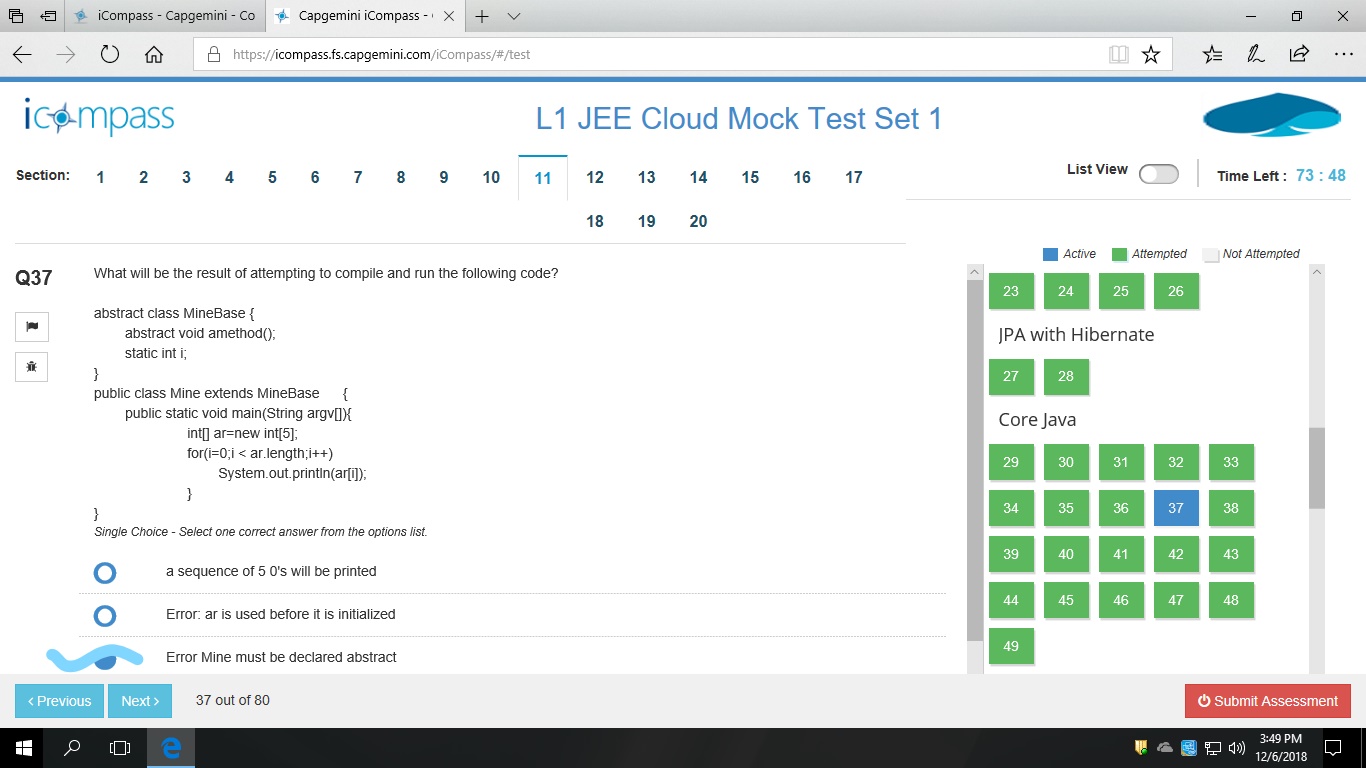 iCompass - Capgemini - Co
Capgemini iCompass -
https://icompass.fs.capgemini.com/iCompass/#/test
icompass
L1 JEE Cloud Mock Test Set 1
Section: 1 2 3 4 5 6 7 8 9 10 11 12 13 14 15 16 17
18 19 20
List View
Time Left : 73 : 48
Active Attempted Not Attempted
Q37
What will be the result of attempting to compile and run the following code?
abstract class MineBase {
abstract void amethod();
static int i;
}
public class Mine extends MineBase {
public static void main(String argv[]){
int[] ar=new int[5];
for(i=0;i < ar.length;i++)
System.out.println(ar[i]);
}
}
Single Choice - Select one correct answer from the options list.
a sequence of 5 0's will be printed
Error: ar is used before it is initialized
Error Mine must be declared abstract
23 24 25 26
JPA with Hibernate
27 28
Core Java
29 30 31 32 33
34 35 36 37 38
39 40 41 42 43
44 45 46 47 48
49
< Previous Next > 37 out of 80
Submit Assessment
3:49 PM
12/6/2018